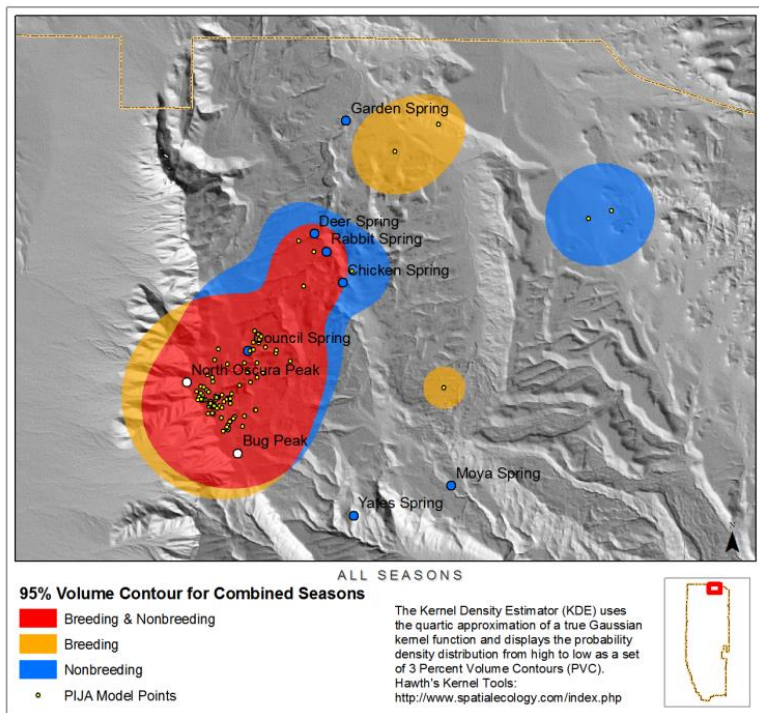 Garden Spring
Deer Spring
Rabbit Spring
Chicken Spring
Council Spring
North Oscura Peak
Bug Peak
Moya Spring
Yates Spring
N
ALL SEASONS
95% Volume Contour for Combined Seasons
Breeding & Nonbreeding
Breeding
Nonbreeding
PIJA Model Points
The Kernel Density Estimator (KDE) uses
the quartic approximation of a true Gaussian
kernel function and displays the probability
density distribution from high to low as a set
of 3 Percent Volume Contours (PVC).
Hawth's Kernel Tools:
http://www.spatialecology.com/index.php